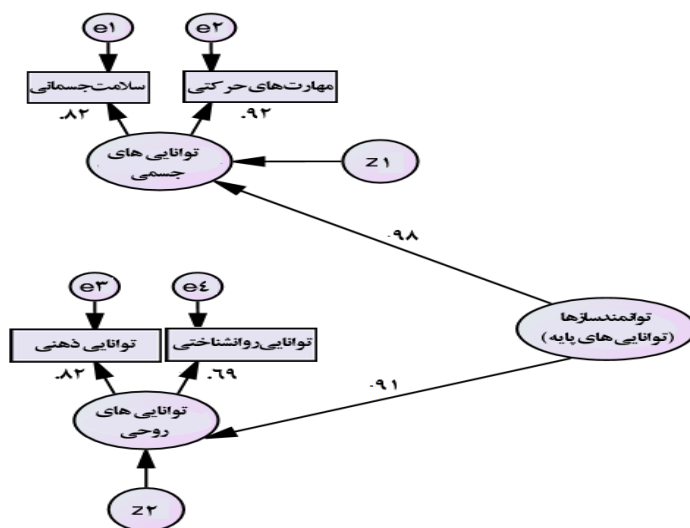 e۱
e۲
مهارت‌های حرکتی
سلامت جسمانی
.۹۲
.۸۲
توانایی های
جسمی
z۱
.۹۸
e۳
e٤
توانمندسازها
(توانایی های پایه)
توانایی روانشناختی
توانایی ذهنی
.۶۹
.۸۲
.۹۱
توانایی های
روحی
z۲